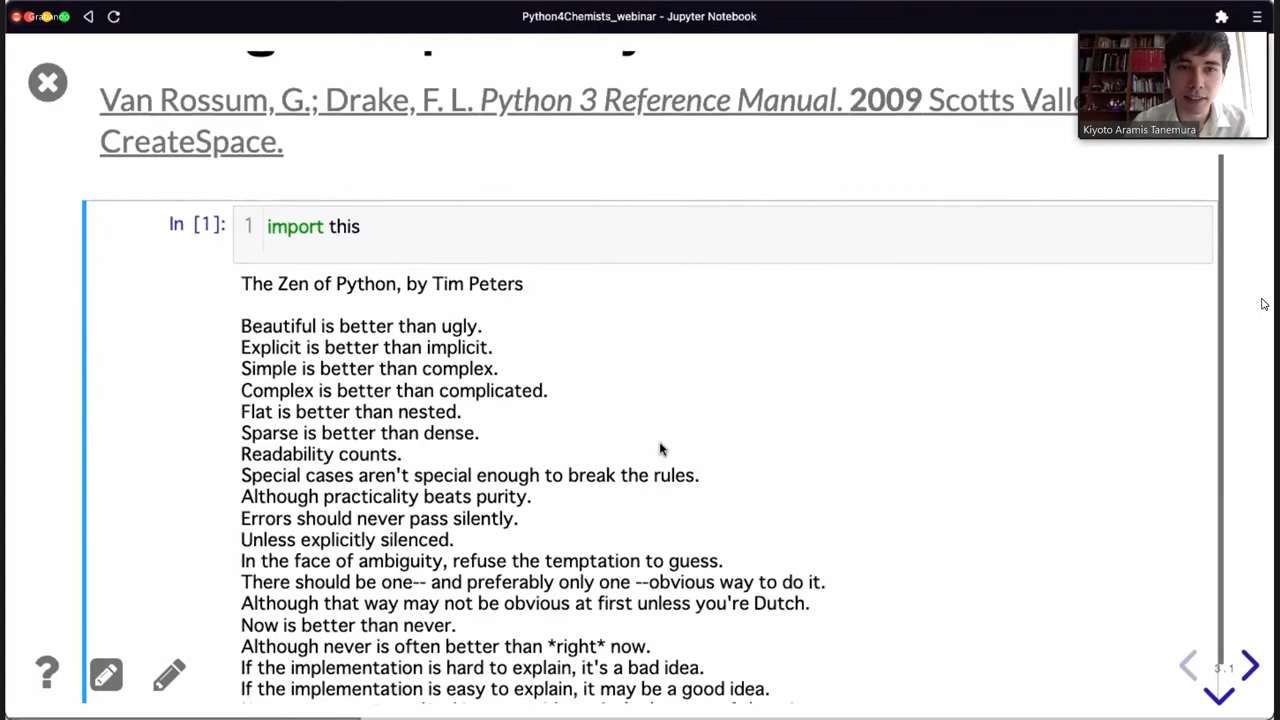 Grabando
Python4Chemists_webinar - Jupyter Notebook
Van Rossum, G.; Drake, F. L. Python 3 Reference Manual. 2009 Scotts
CreateSpace.
Kiyoto Aramis Tanemura
In [1]:
1 import this
The Zen of Python, by Tim Peters
Beautiful is better than ugly.
Explicit is better than implicit.
Simple is better than complex.
Complex is better than complicated.
Flat is better than nested.
Sparse is better than dense.
Readability counts.
Special cases aren't special enough to break the rules.
Although practicality beats purity.
Errors should never pass silently.
Unless explicitly silenced.
In the face of ambiguity, refuse the temptation to guess.
There should be one-- and preferably only one --obvious way to do it.
Although that way may not be obvious at first unless you're Dutch.
Now is better than never.
Although never is often better than *right* now.
If the implementation is hard to explain, it's a bad idea.
If the implementation is easy to explain, it may be a good idea.
?
3.1